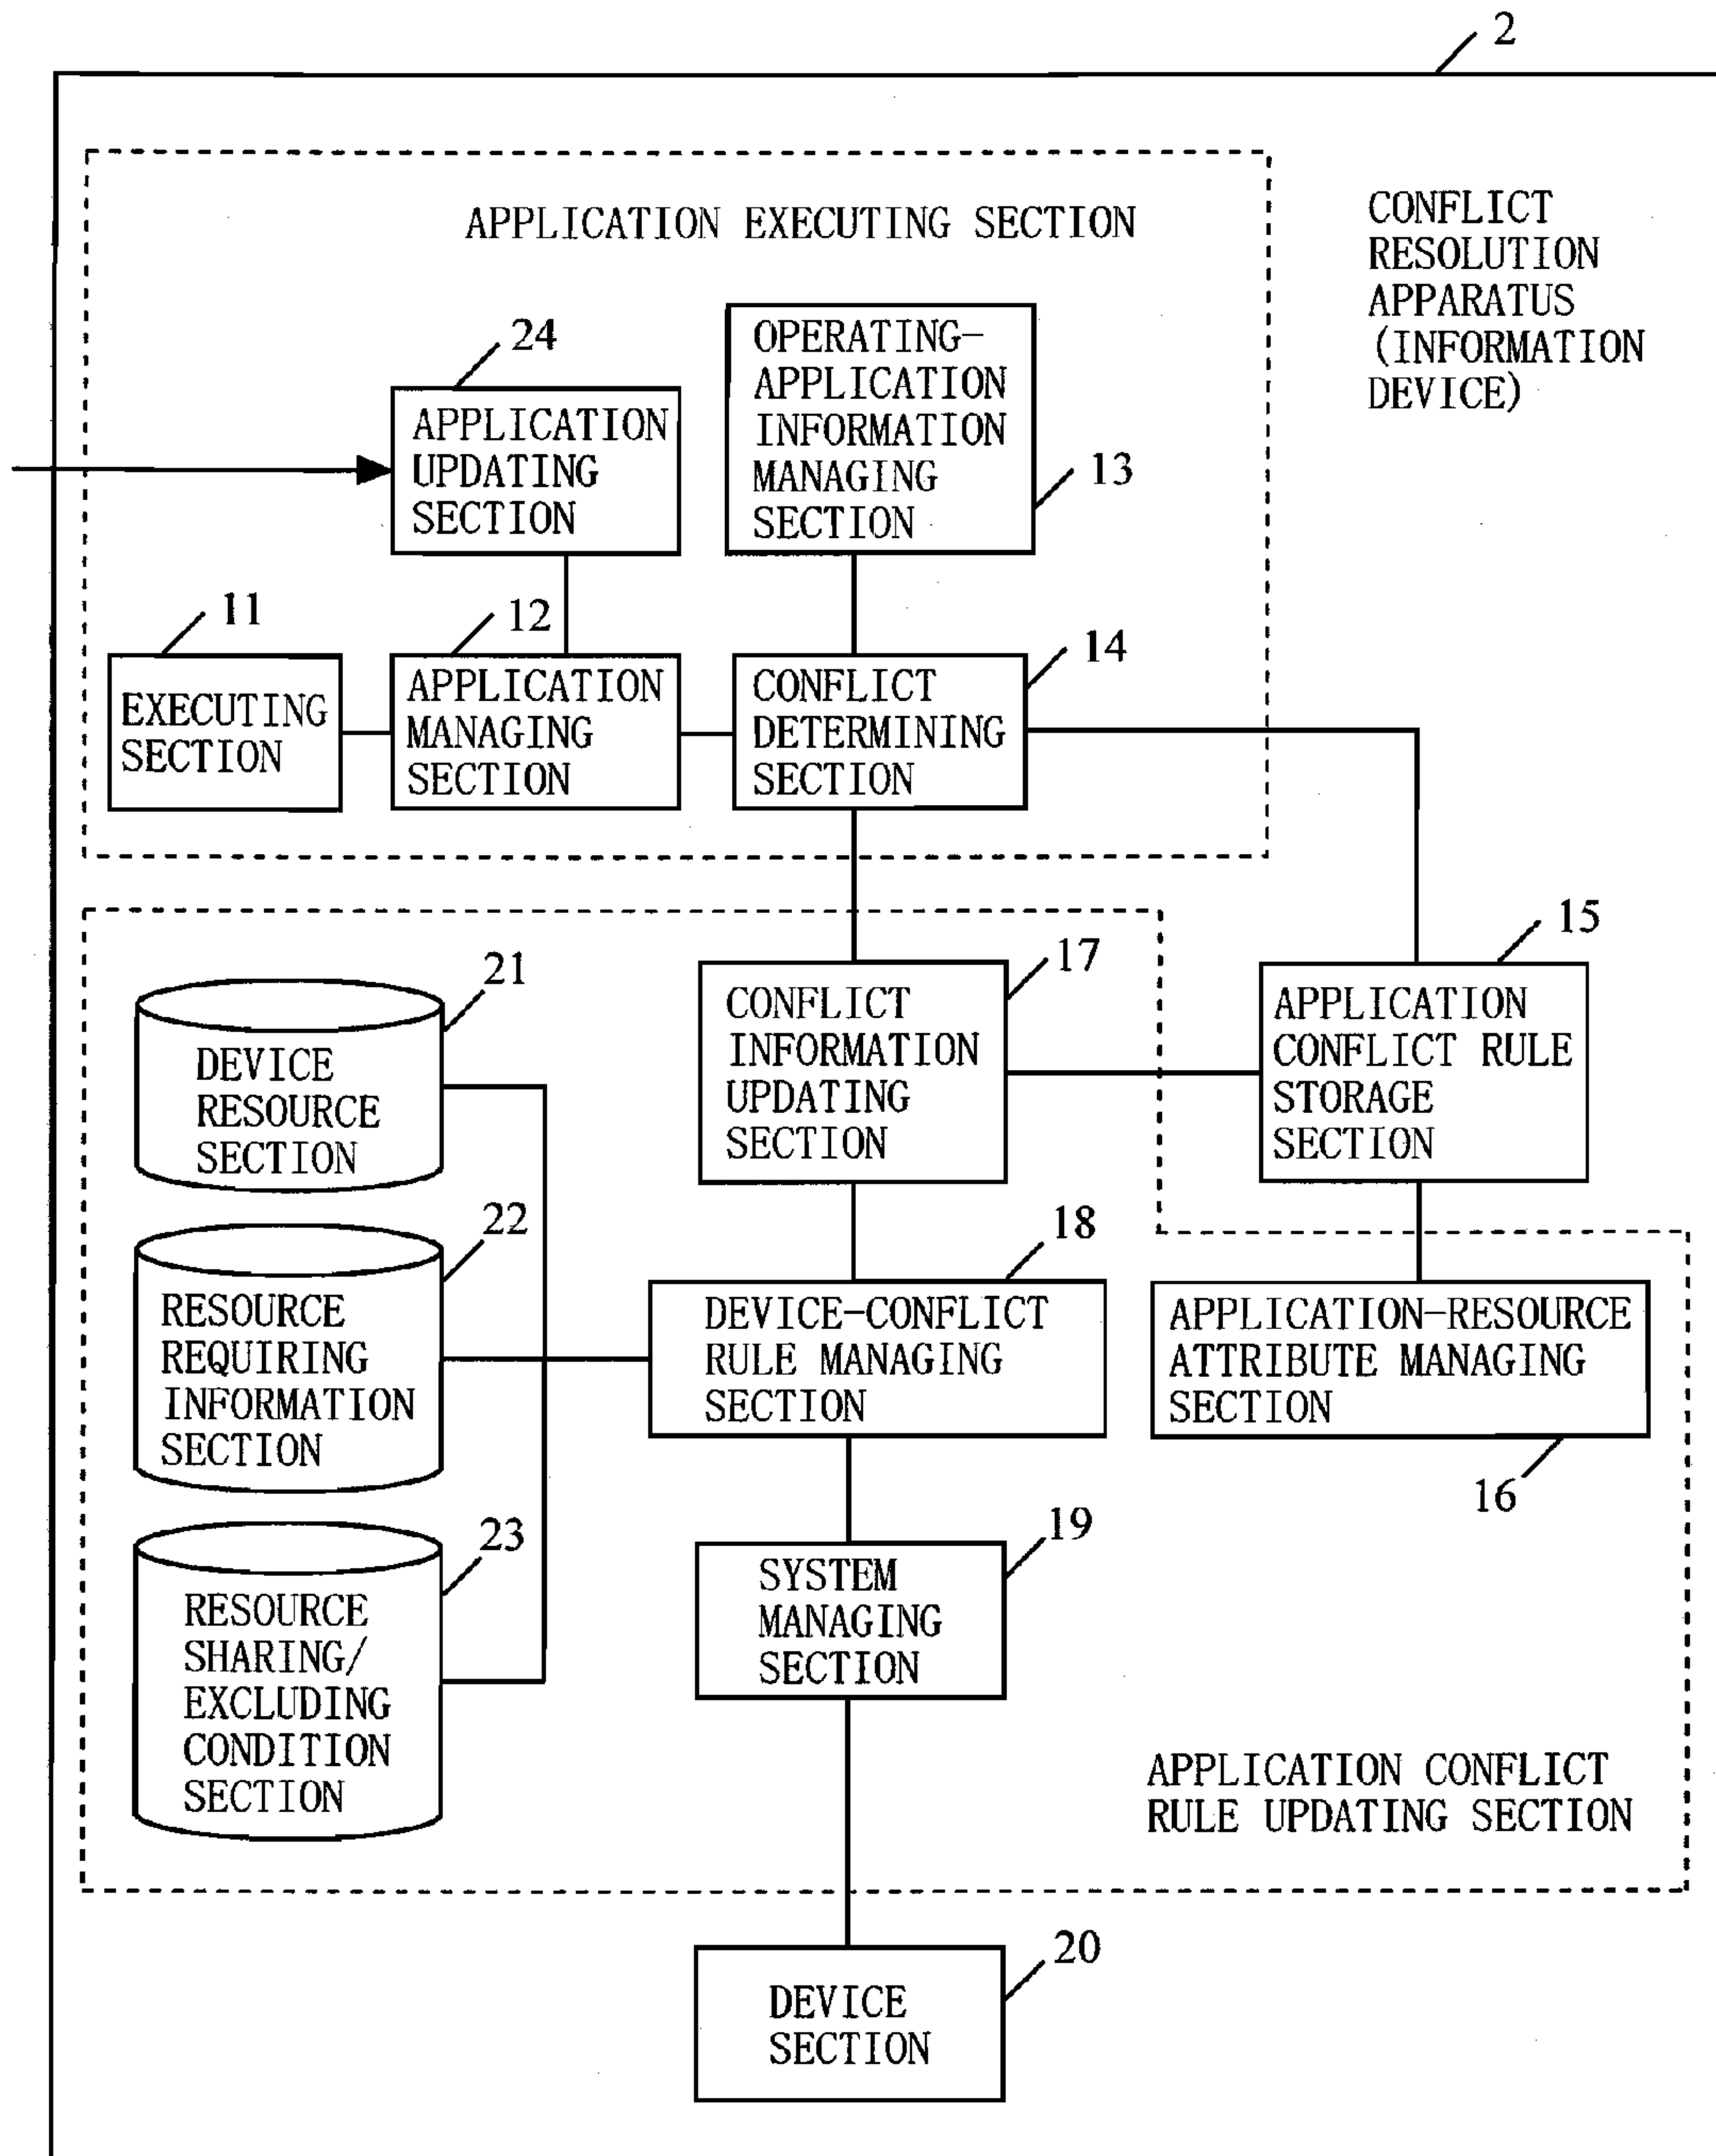 2
APPLICATION EXECUTING SECTION
CONFLICT
RESOLUTION
APPARATUS
(INFORMATION
DEVICE)
24
APPLICATION
UPDATING
SECTION
OPERATING-
APPLICATION
INFORMATION
MANAGING
SECTION
13
11
EXECUTING
SECTION
12
APPLICATION
MANAGING
SECTION
14
CONFLICT
DETERMINING
SECTION
21
DEVICE
RESOURCE
SECTION
17
CONFLICT
INFORMATION
UPDATING
SECTION
15
APPLICATION
CONFLICT RULE
STORAGE
SECTION
22
RESOURCE
REQUIRING
INFORMATION
SECTION
18
DEVICE-CONFLICT
RULE MANAGING
SECTION
APPLICATION-RESOURCE
ATTRIBUTE MANAGING
SECTION
16
23
RESOURCE
SHARING/
EXCLUDING
CONDITION
SECTION
19
SYSTEM
MANAGING
SECTION
APPLICATION CONFLICT
RULE UPDATING SECTION
20
DEVICE
SECTION